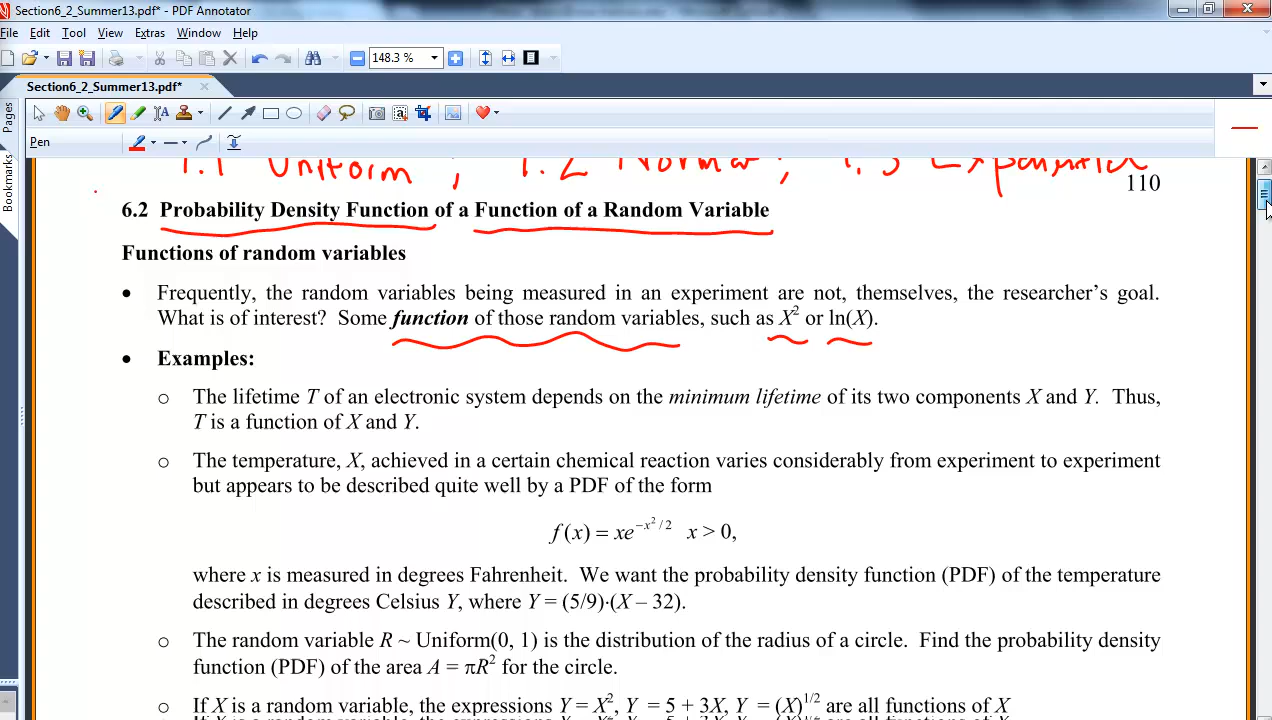 Section6_2_Summer13.pdf* - PDF Annotator
File Edit Tool View Extras Window Help
148.3 %
Section6_2_Summer13.pdf*
Pages
Bookmarks
Pen
7.1 Uniform, 7.2 Normal, 7.3 Exponential
110
6.2 Probability Density Function of a Function of a Random Variable
Functions of random variables
• Frequently, the random variables being measured in an experiment are not, themselves, the researcher's goal.
What is of interest? Some function of those random variables, such as X² or ln(X).
• Examples:
o The lifetime T of an electronic system depends on the minimum lifetime of its two components X and Y. Thus,
T is a function of X and Y.
o The temperature, X, achieved in a certain chemical reaction varies considerably from experiment to experiment
but appears to be described quite well by a PDF of the form
f(x) = xe^(−x²/2) x > 0,
where x is measured in degrees Fahrenheit. We want the probability density function (PDF) of the temperature
described in degrees Celsius Y, where Y = (5/9)·(X – 32).
o The random variable R ~ Uniform(0, 1) is the distribution of the radius of a circle. Find the probability density
function (PDF) of the area A = πR² for the circle.
o If X is a random variable, the expressions Y = X², Y = 5 + 3X, Y = (X)^1/2 are all functions of X